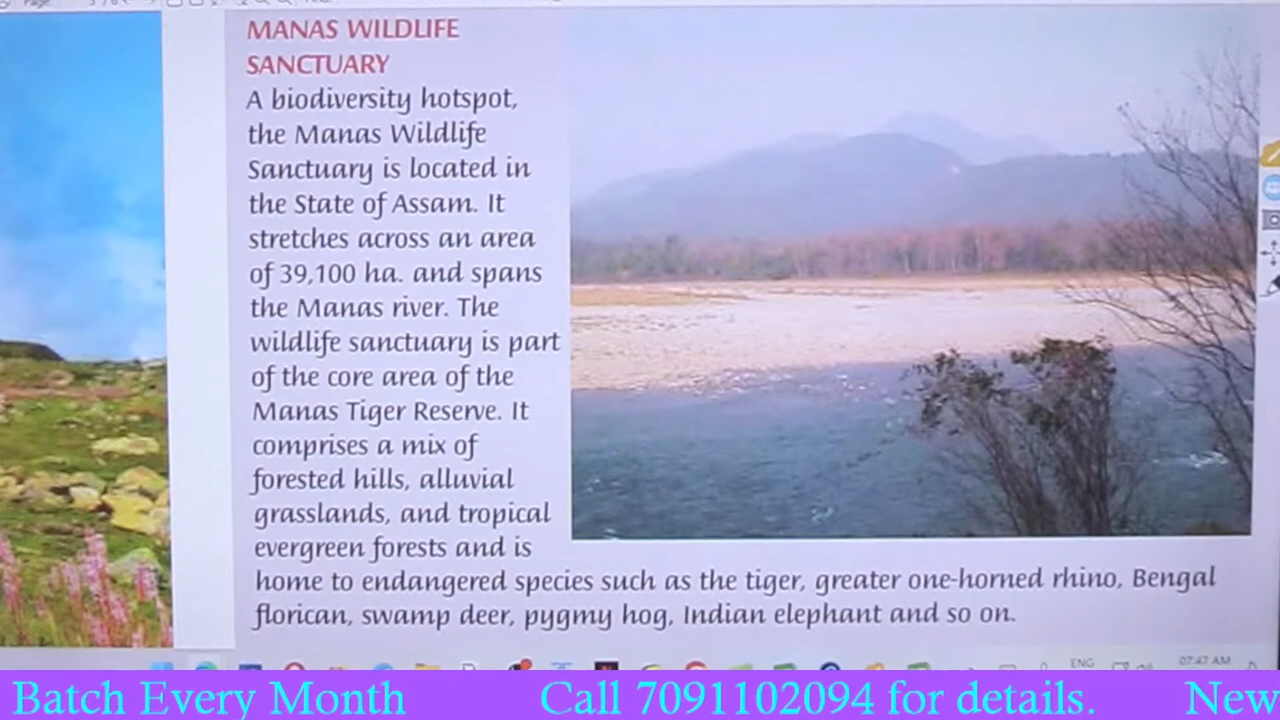 MANAS WILDLIFE
SANCTUARY
A biodiversity hotspot,
the Manas Wildlife
Sanctuary is located in
the State of Assam. It
stretches across an area
of 39,100 ha. and spans
the Manas river. The
wildlife sanctuary is part
of the core area of the
Manas Tiger Reserve. It
comprises a mix of
forested hills, alluvial
grasslands, and tropical
evergreen forests and is
home to endangered species such as the tiger, greater one-horned rhino, Bengal
florican, swamp deer, pygmy hog, Indian elephant and so on.
ENG
07:47 AM
Batch Every Month Call 7091102094 for details. New